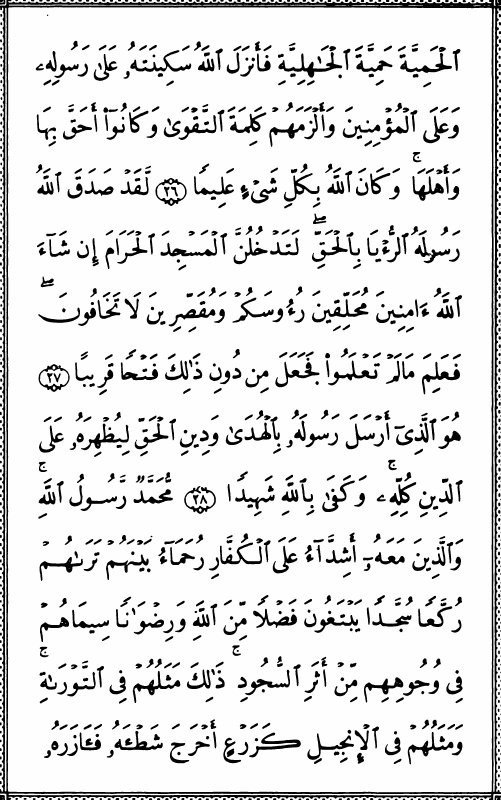 ٱلۡحَمِيَّةَ حَمِيَّةَ ٱلۡجَٰهِلِيَّةِ فَأَنزَلَ ٱللَّهُ سَكِينَتَهُۥ عَلَىٰ رَسُولِهِۦ
وَعَلَى ٱلۡمُؤۡمِنِينَ وَأَلۡزَمَهُمۡ كَلِمَةَ ٱلتَّقۡوَىٰ وَكَانُوٓاْ أَحَقَّ بِهَا
وَأَهۡلَهَاۚ وَكَانَ ٱللَّهُ بِكُلِّ شَيۡءٍ عَلِيمٗا ٢٦ لَّقَدۡ صَدَقَ ٱللَّهُ
رَسُولَهُ ٱلرُّءۡيَا بِٱلۡحَقِّۖ لَتَدۡخُلُنَّ ٱلۡمَسۡجِدَ ٱلۡحَرَامَ إِن شَآءَ
ٱللَّهُ ءَامِنِينَ مُحَلِّقِينَ رُءُوسَكُمۡ وَمُقَصِّرِينَ لَا تَخَافُونَۖ
فَعَلِمَ مَا لَمۡ تَعۡلَمُواْ فَجَعَلَ مِن دُونِ ذَٰلِكَ فَتۡحٗا قَرِيبًا ٢٧
هُوَ ٱلَّذِيٓ أَرۡسَلَ رَسُولَهُۥ بِٱلۡهُدَىٰ وَدِينِ ٱلۡحَقِّ لِيُظۡهِرَهُۥ عَلَى
ٱلدِّينِ كُلِّهِۦۚ وَكَفَىٰ بِٱللَّهِ شَهِيدٗا ٢٨ مُّحَمَّدٞ رَّسُولُ ٱللَّهِۚ
وَٱلَّذِينَ مَعَهُۥٓ أَشِدَّآءُ عَلَى ٱلۡكُفَّارِ رُحَمَآءُ بَيۡنَهُمۡۖ تَرَىٰهُمۡ
رُكَّعٗا سُجَّدٗا يَبۡتَغُونَ فَضۡلٗا مِّنَ ٱللَّهِ وَرِضۡوَٰنٗاۖ سِيمَاهُمۡ
فِي وُجُوهِهِم مِّنۡ أَثَرِ ٱلسُّجُودِۚ ذَٰلِكَ مَثَلُهُمۡ فِي ٱلتَّوۡرَىٰةِۚ
وَمَثَلُهُمۡ فِي ٱلۡإِنجِيلِ كَزَرۡعٍ أَخۡرَجَ شَطۡـَٔهُۥ فَـَٔازَرَهُۥ